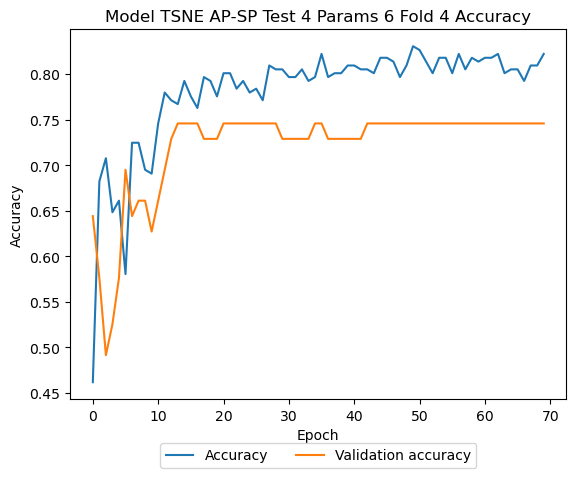 Model TSNE AP-SP Test 4 Params 6 Fold 4 Accuracy
0.80
0.75
0.70
0.65
0.60
0.55
0.50
0.45
Accuracy
0 10 20 30 40 50 60 70
Epoch
Accuracy Validation accuracy